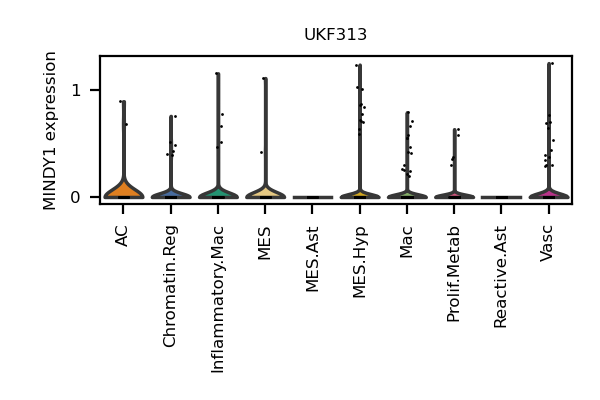 UKF313
MINDY1 expression
1
0
AC
Chromatin.Reg
Inflammatory.Mac
MES
MES.Ast
MES.Hyp
Mac
Prolif.Metab
Reactive.Ast
Vasc